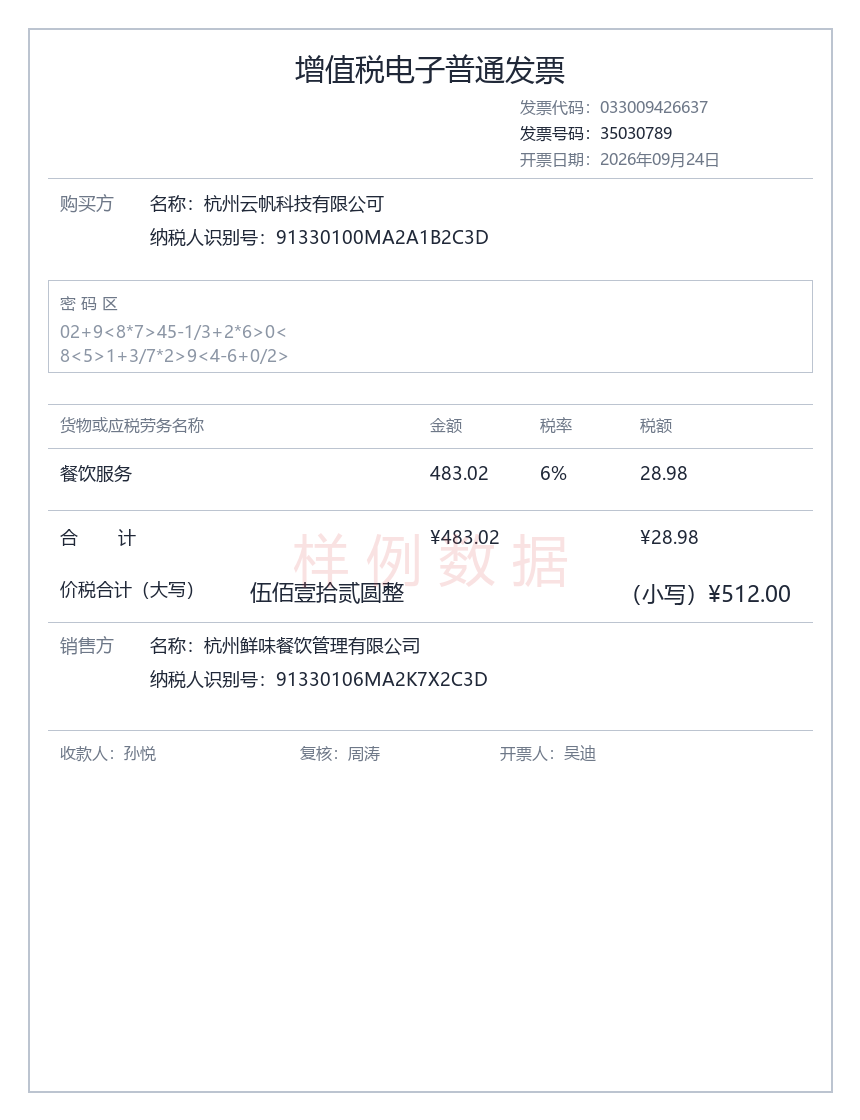 增值税电子普通发票
发票代码：033009426637
发票号码：35030789
开票日期：2026年09月24日
购买方 名称：杭州云帆科技有限公可
纳税人识别号：91330100MA2A1B2C3D
密 码 区
02+9<8*7>45-1/3+2*6>0<
8<5>1+3/7*2>9<4-6+0/2>
货物或应税劳务名称 金额 税率 税额
餐饮服务 483.02 6% 28.98
合 计 ¥483.02 ¥28.98
样例数据
价税合计（大写） 伍佰壹拾贰圆整 （小写）¥512.00
销售方 名称：杭州鲜味餐饮管理有限公司
纳税人识别号：91330106MA2K7X2C3D
收款人：孙悦 复核：周涛 开票人：吴迪